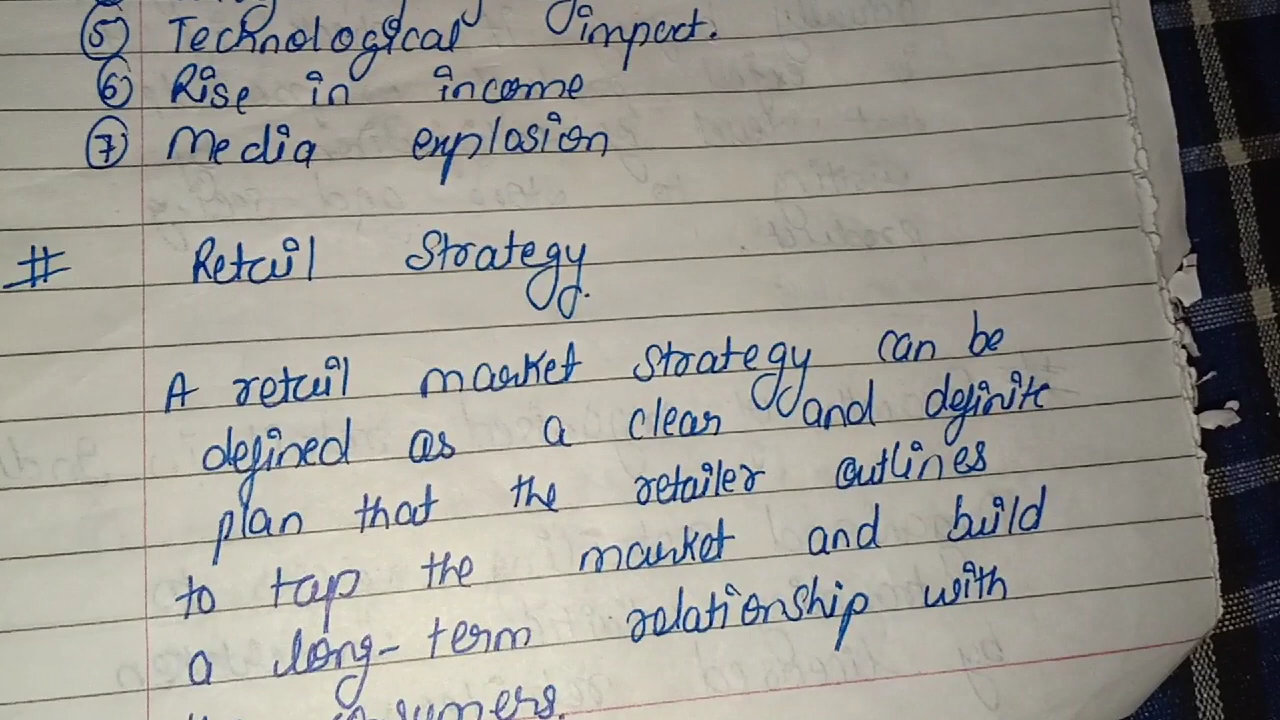 ⑤ Technological impact.
⑥ Rise in income
⑦ Media explosion
# Retail Strategy.
A retail market strategy can be
defined as a clear and definite
plan that the retailer outlines
to tap the market and build
a long-term relationship with